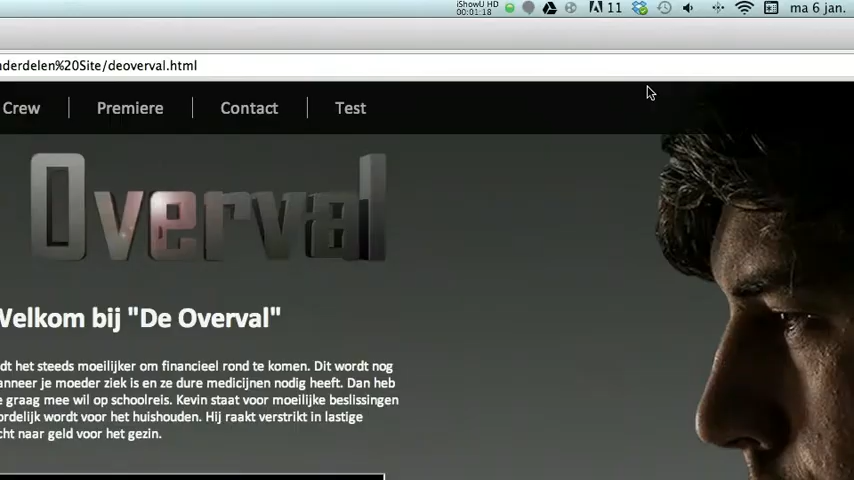 iShowU HD
00:01:18
11
ma 6 jan.
nderdelen%20Site/deoverval.html
Crew
Premiere
Contact
Test
Overval
Welkom bij "De Overval"
dt het steeds moeilijker om financieel rond te komen. Dit wordt nog
anneer je moeder ziek is en ze dure medicijnen nodig heeft. Dan heb
e graag mee wil op schoolreis. Kevin staat voor moeilijke beslissingen
ordelijk wordt voor het huishouden. Hij raakt verstrikt in lastige
cht naar geld voor het gezin.